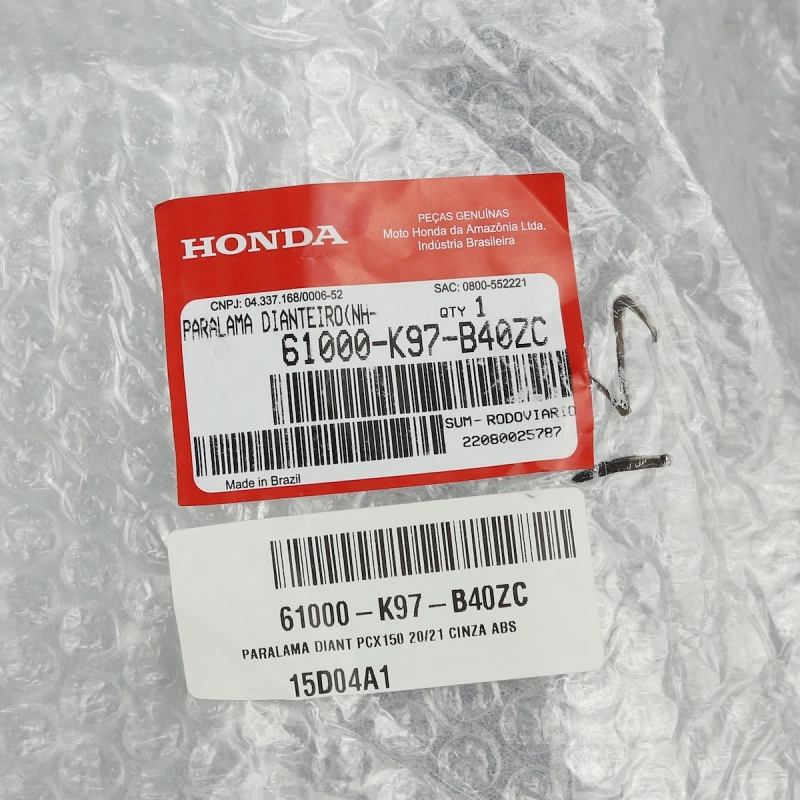 HONDA
PEÇAS GENUÍNAS
Moto Honda da Amazônia Ltda.
Indústria Brasileira
CNPJ: 04.337.168/0006-52
SAC: 0800-552221
PARALAMA DIANTEIRO(NH-
QTY 1
61000-K97-B40ZC
SUM- RODOVIARIO
22080025787
Made in Brazil
61000-K97-B40ZC
PARALAMA DIANT PCX150 20/21 CINZA ABS
15D04A1